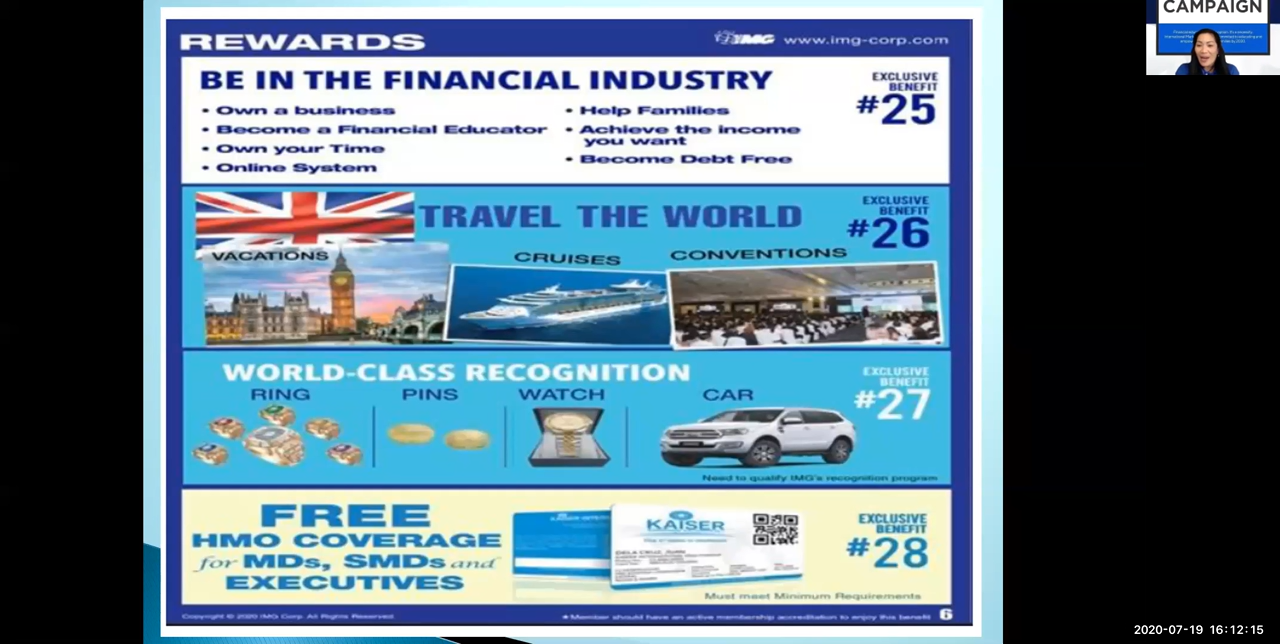 CAMPAIGN
REWARDS
IMG www.img-corp.com
BE IN THE FINANCIAL INDUSTRY
EXCLUSIVE BENEFIT
#25
• Own a business
• Become a Financial Educator
• Own your Time
• Online System
• Help Families
• Achieve the income
you want
• Become Debt Free
TRAVEL THE WORLD
EXCLUSIVE BENEFIT
#26
VACATIONS
CRUISES
CONVENTIONS
WORLD-CLASS RECOGNITION
EXCLUSIVE BENEFIT
#27
RING
PINS
WATCH
CAR
Need to qualify IMG's recognition program
FREE
HMO COVERAGE
for MDs, SMDs and
EXECUTIVES
KAISER
DELA CRUZ, JUAN
EXCLUSIVE BENEFIT
#28
Must meet Minimum Requirements
Copyright © 2020 IMG Corp. All Rights Reserved
★Member should have an active membership accreditation to enjoy this benefit
6
2020-07-19 16:12:15